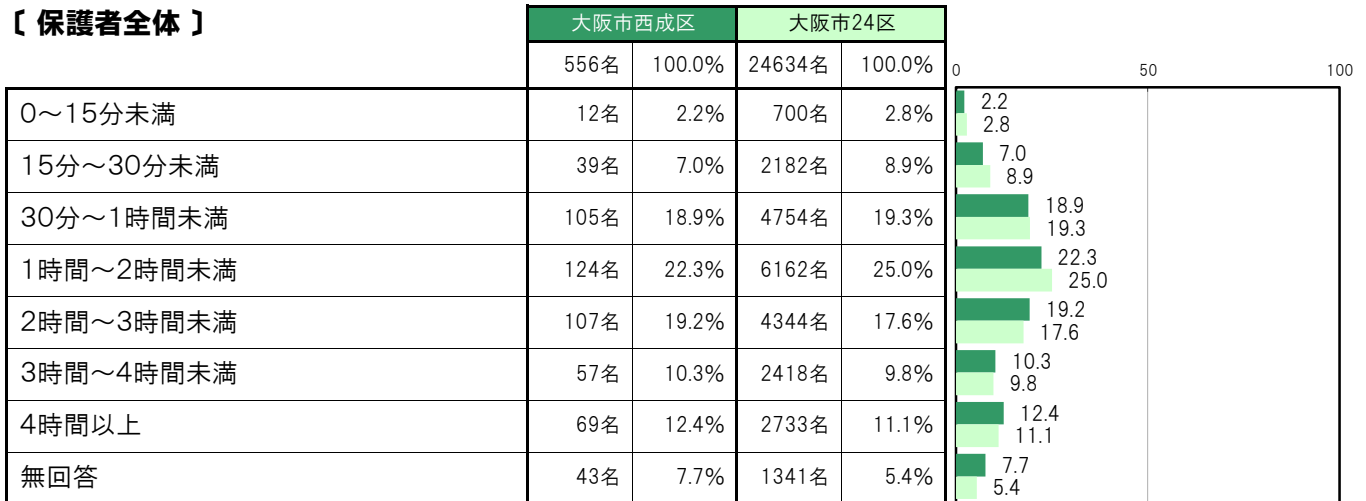 〔 保護者全体 〕
大阪市西成区 大阪市24区
556名 100.0% 24634名 100.0%
0 50 100
0～15分未満 12名 2.2% 700名 2.8%
2.2
2.8
15分～30分未満 39名 7.0% 2182名 8.9%
7.0
8.9
30分～1時間未満 105名 18.9% 4754名 19.3%
18.9
19.3
1時間～2時間未満 124名 22.3% 6162名 25.0%
22.3
25.0
2時間～3時間未満 107名 19.2% 4344名 17.6%
19.2
17.6
3時間～4時間未満 57名 10.3% 2418名 9.8%
10.3
9.8
4時間以上 69名 12.4% 2733名 11.1%
12.4
11.1
無回答 43名 7.7% 1341名 5.4%
7.7
5.4